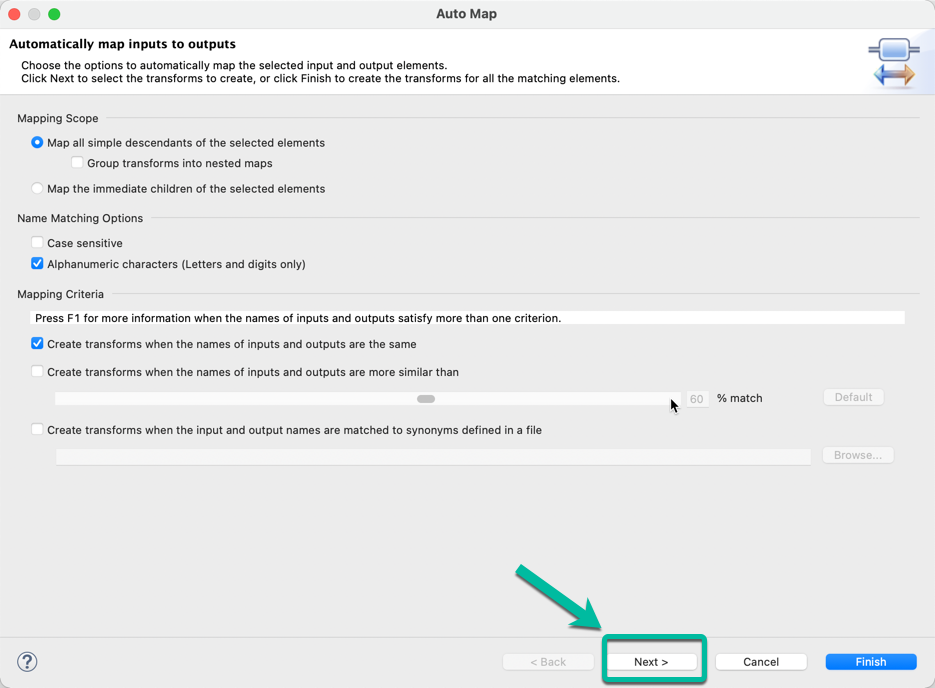 Auto Map
Automatically map inputs to outputs
Choose the options to automatically map the selected input and output elements.
Click Next to select the transforms to create, or click Finish to create the transforms for all the matching elements.
Mapping Scope
Map all simple descendants of the selected elements
Group transforms into nested maps
Map the immediate children of the selected elements
Name Matching Options
Case sensitive
Alphanumeric characters (Letters and digits only)
Mapping Criteria
Press F1 for more information when the names of inputs and outputs satisfy more than one criterion.
Create transforms when the names of inputs and outputs are the same
Create transforms when the names of inputs and outputs are more similar than
60 % match Default
Create transforms when the input and output names are matched to synonyms defined in a file
Browse...
? < Back Next > Cancel Finish